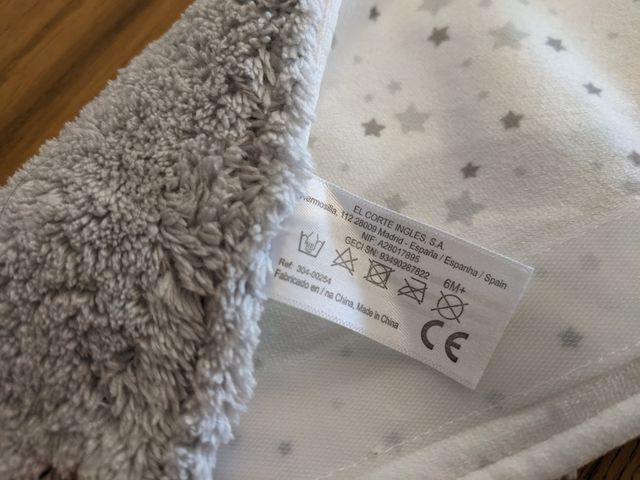 EL CORTE INGLES, S.A.
Hermosilla, 112 28009 Madrid - España / Espanha / Spain
NIF: A28017895
GECI SN: 93490287822
6M+
Ref: 304-00254
Fabricado en / na China, Made in China
CE